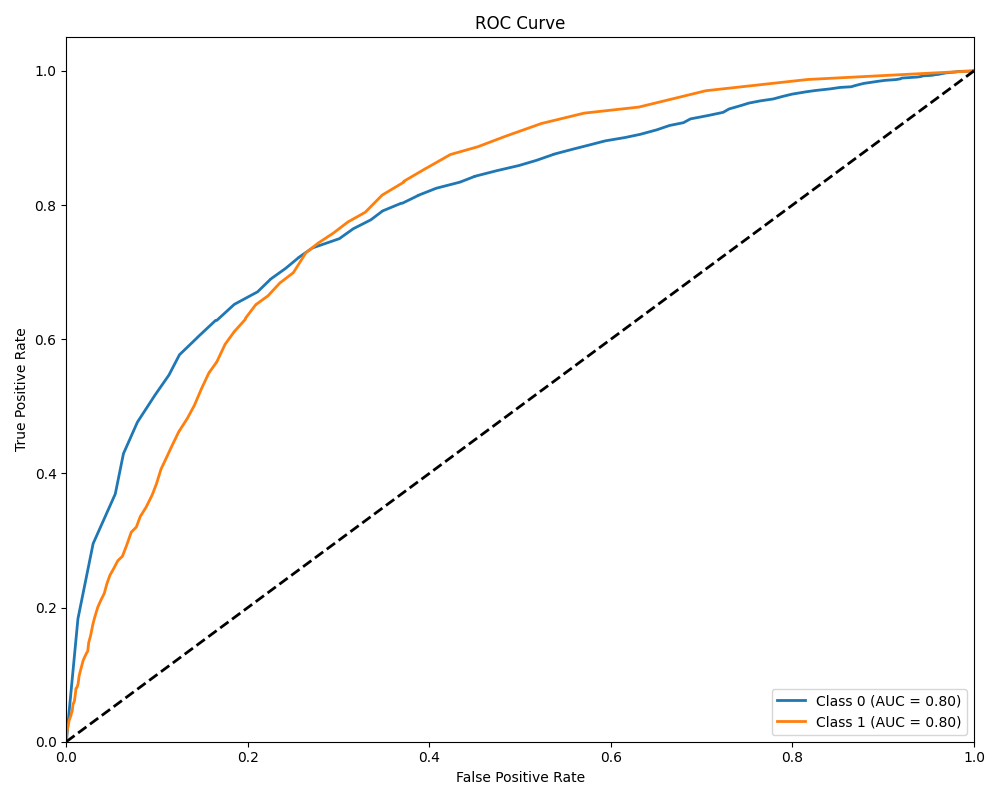 ROC Curve
1.0
0.8
0.6
0.4
0.2
0.0
True Positive Rate
Class 0 (AUC = 0.80)
Class 1 (AUC = 0.80)
0.0 0.2 0.4 0.6 0.8 1.0
False Positive Rate